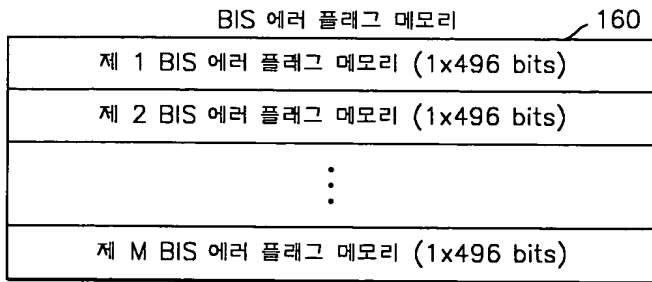 BIS 에러 플래그 메모리 160
제 1 BIS 에러 플래그 메모리 (1x496 bits)
제 2 BIS 에러 플래그 메모리 (1x496 bits)
제 M BIS 에러 플래그 메모리 (1x496 bits)